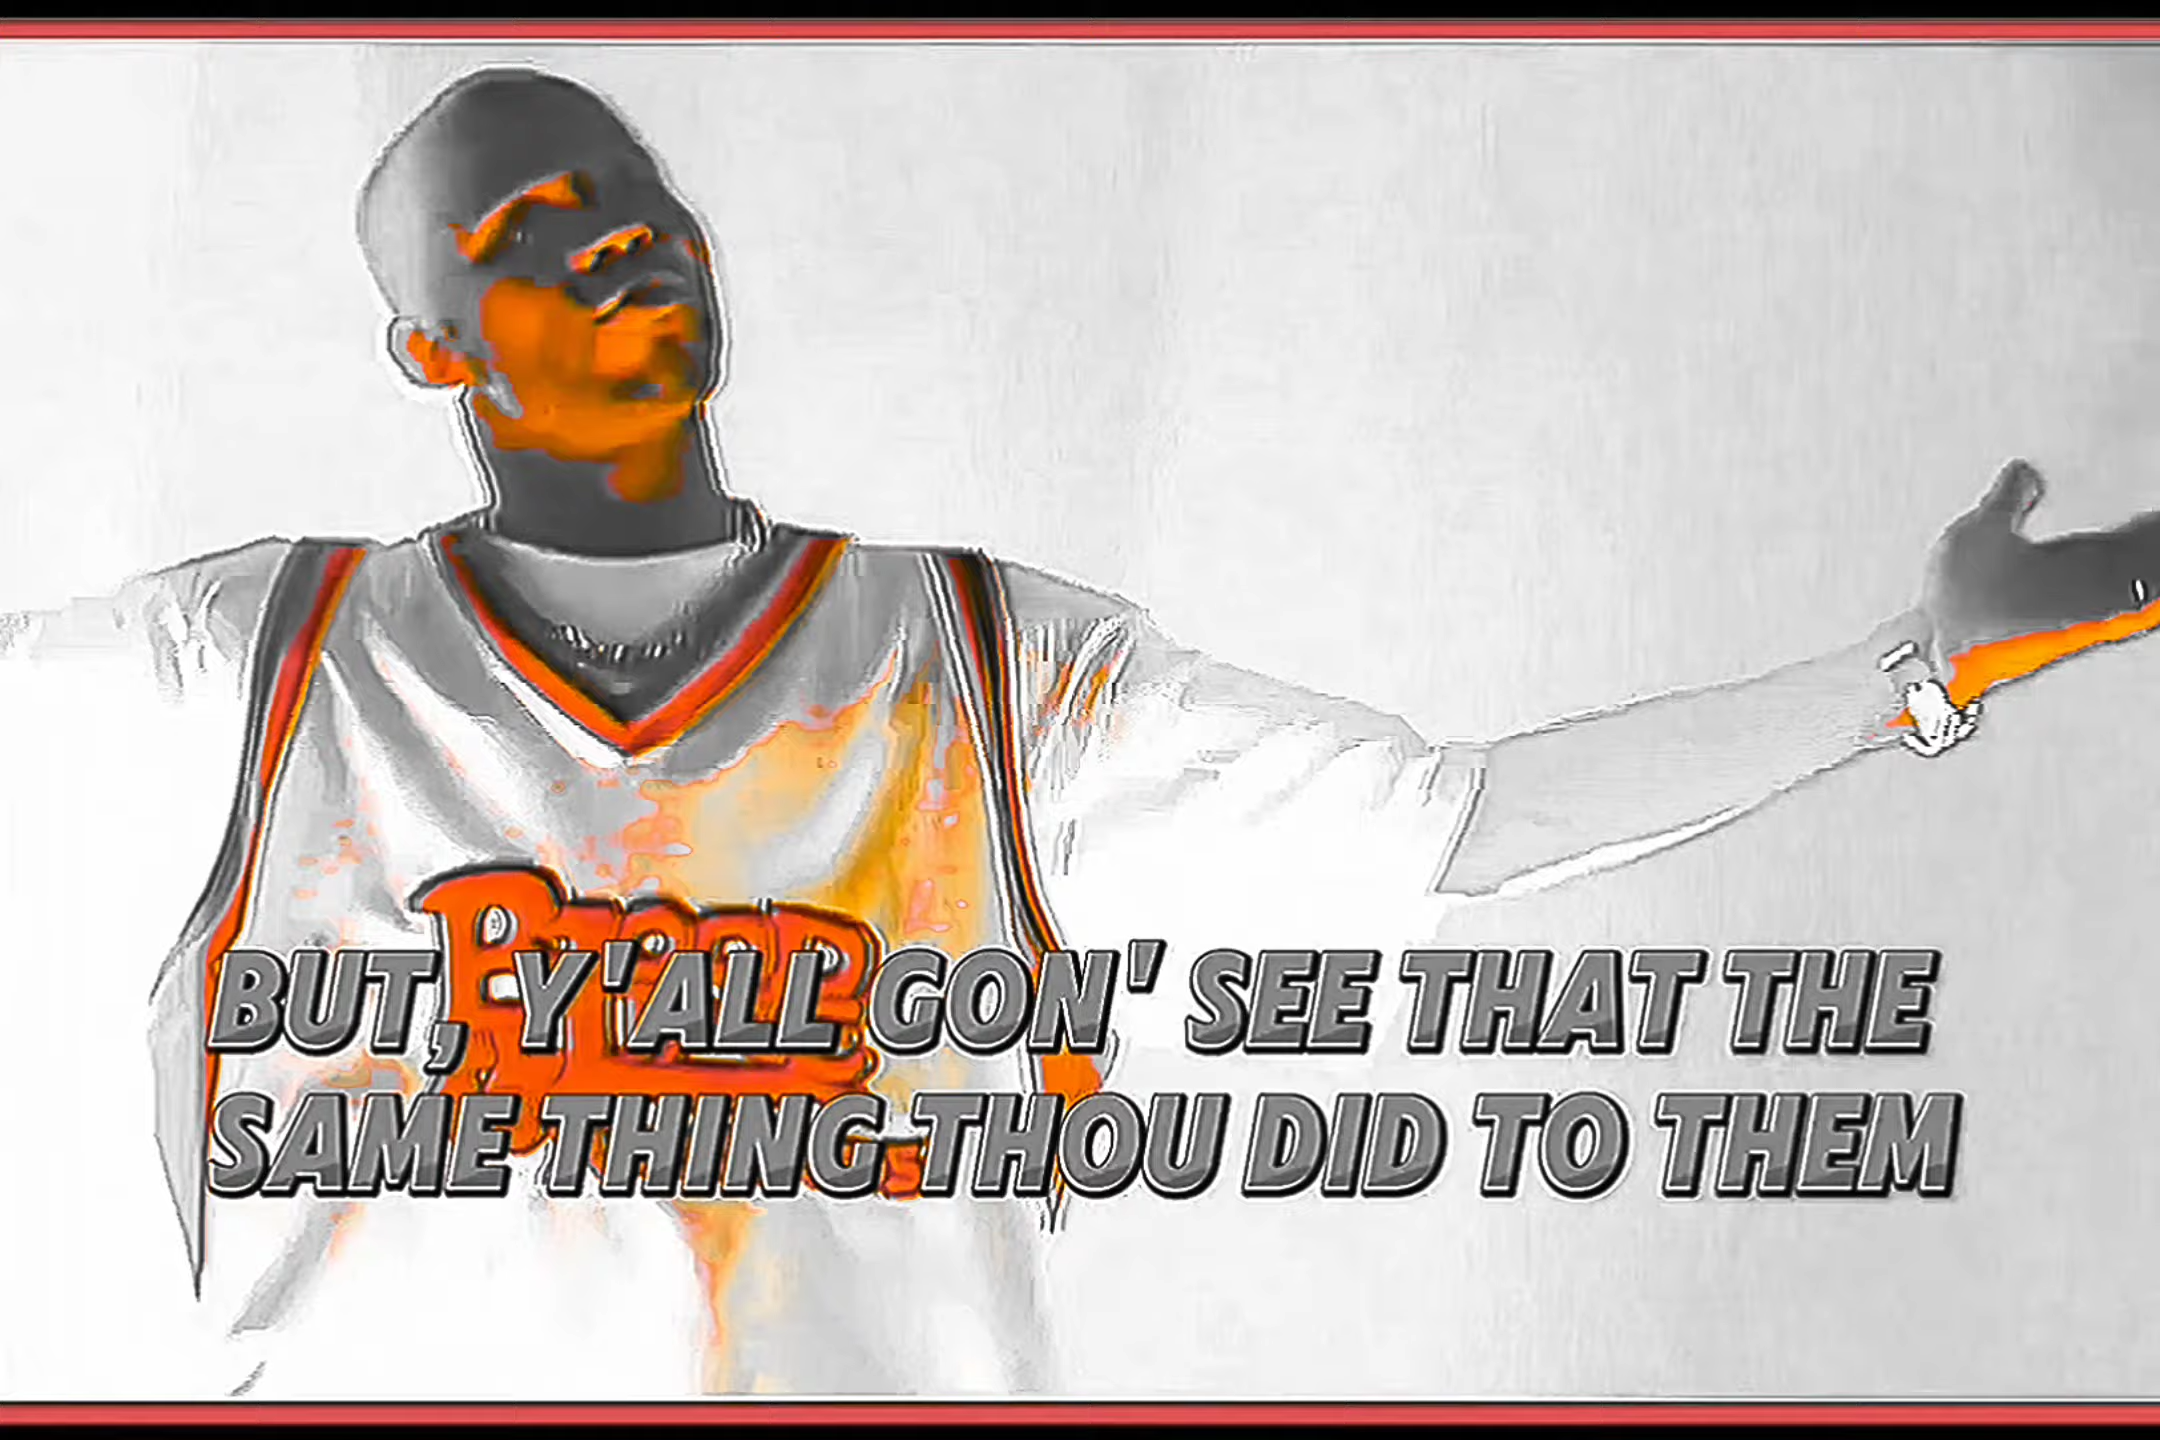 BUT, Y'ALL GON' SEE THAT THE
SAME THING THOU DID TO THEM